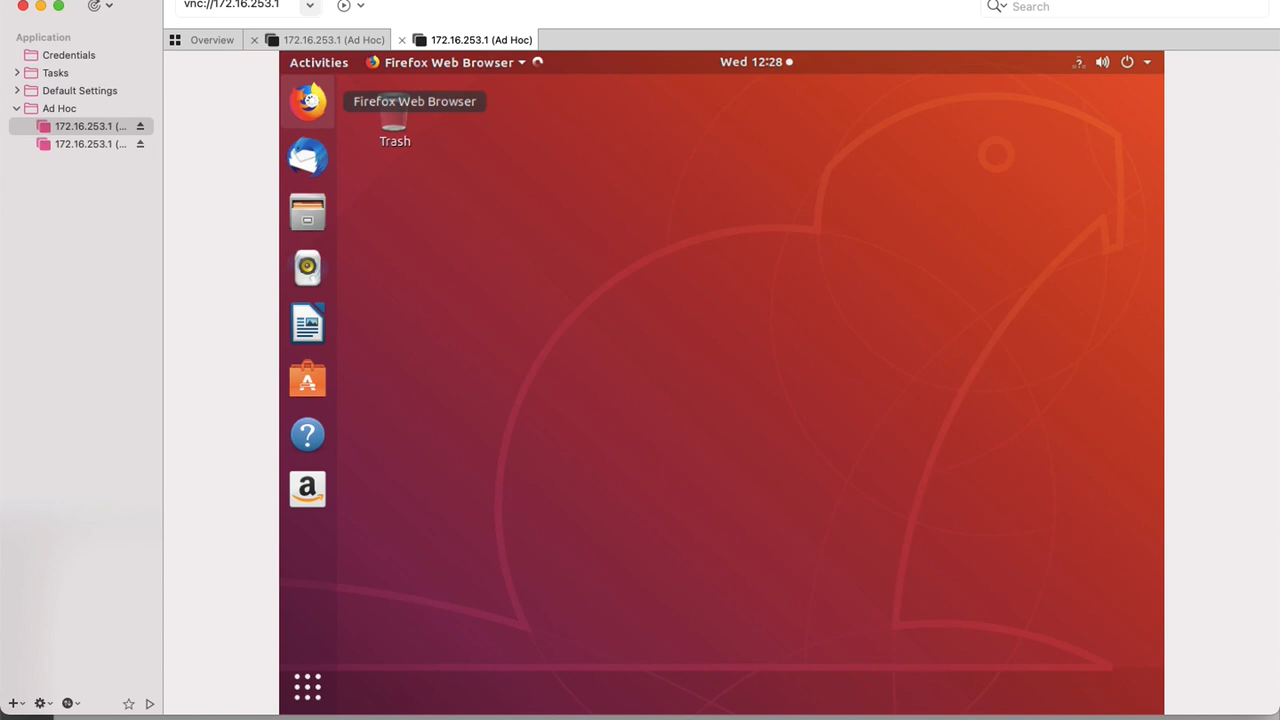 vnc://172.16.253.1
Search
Application
Credentials
Tasks
Default Settings
Ad Hoc
172.16.253.1 (...
172.16.253.1 (...
Overview
172.16.253.1 (Ad Hoc)
172.16.253.1 (Ad Hoc)
Activities
Firefox Web Browser
Wed 12:28
Firefox Web Browser
Trash